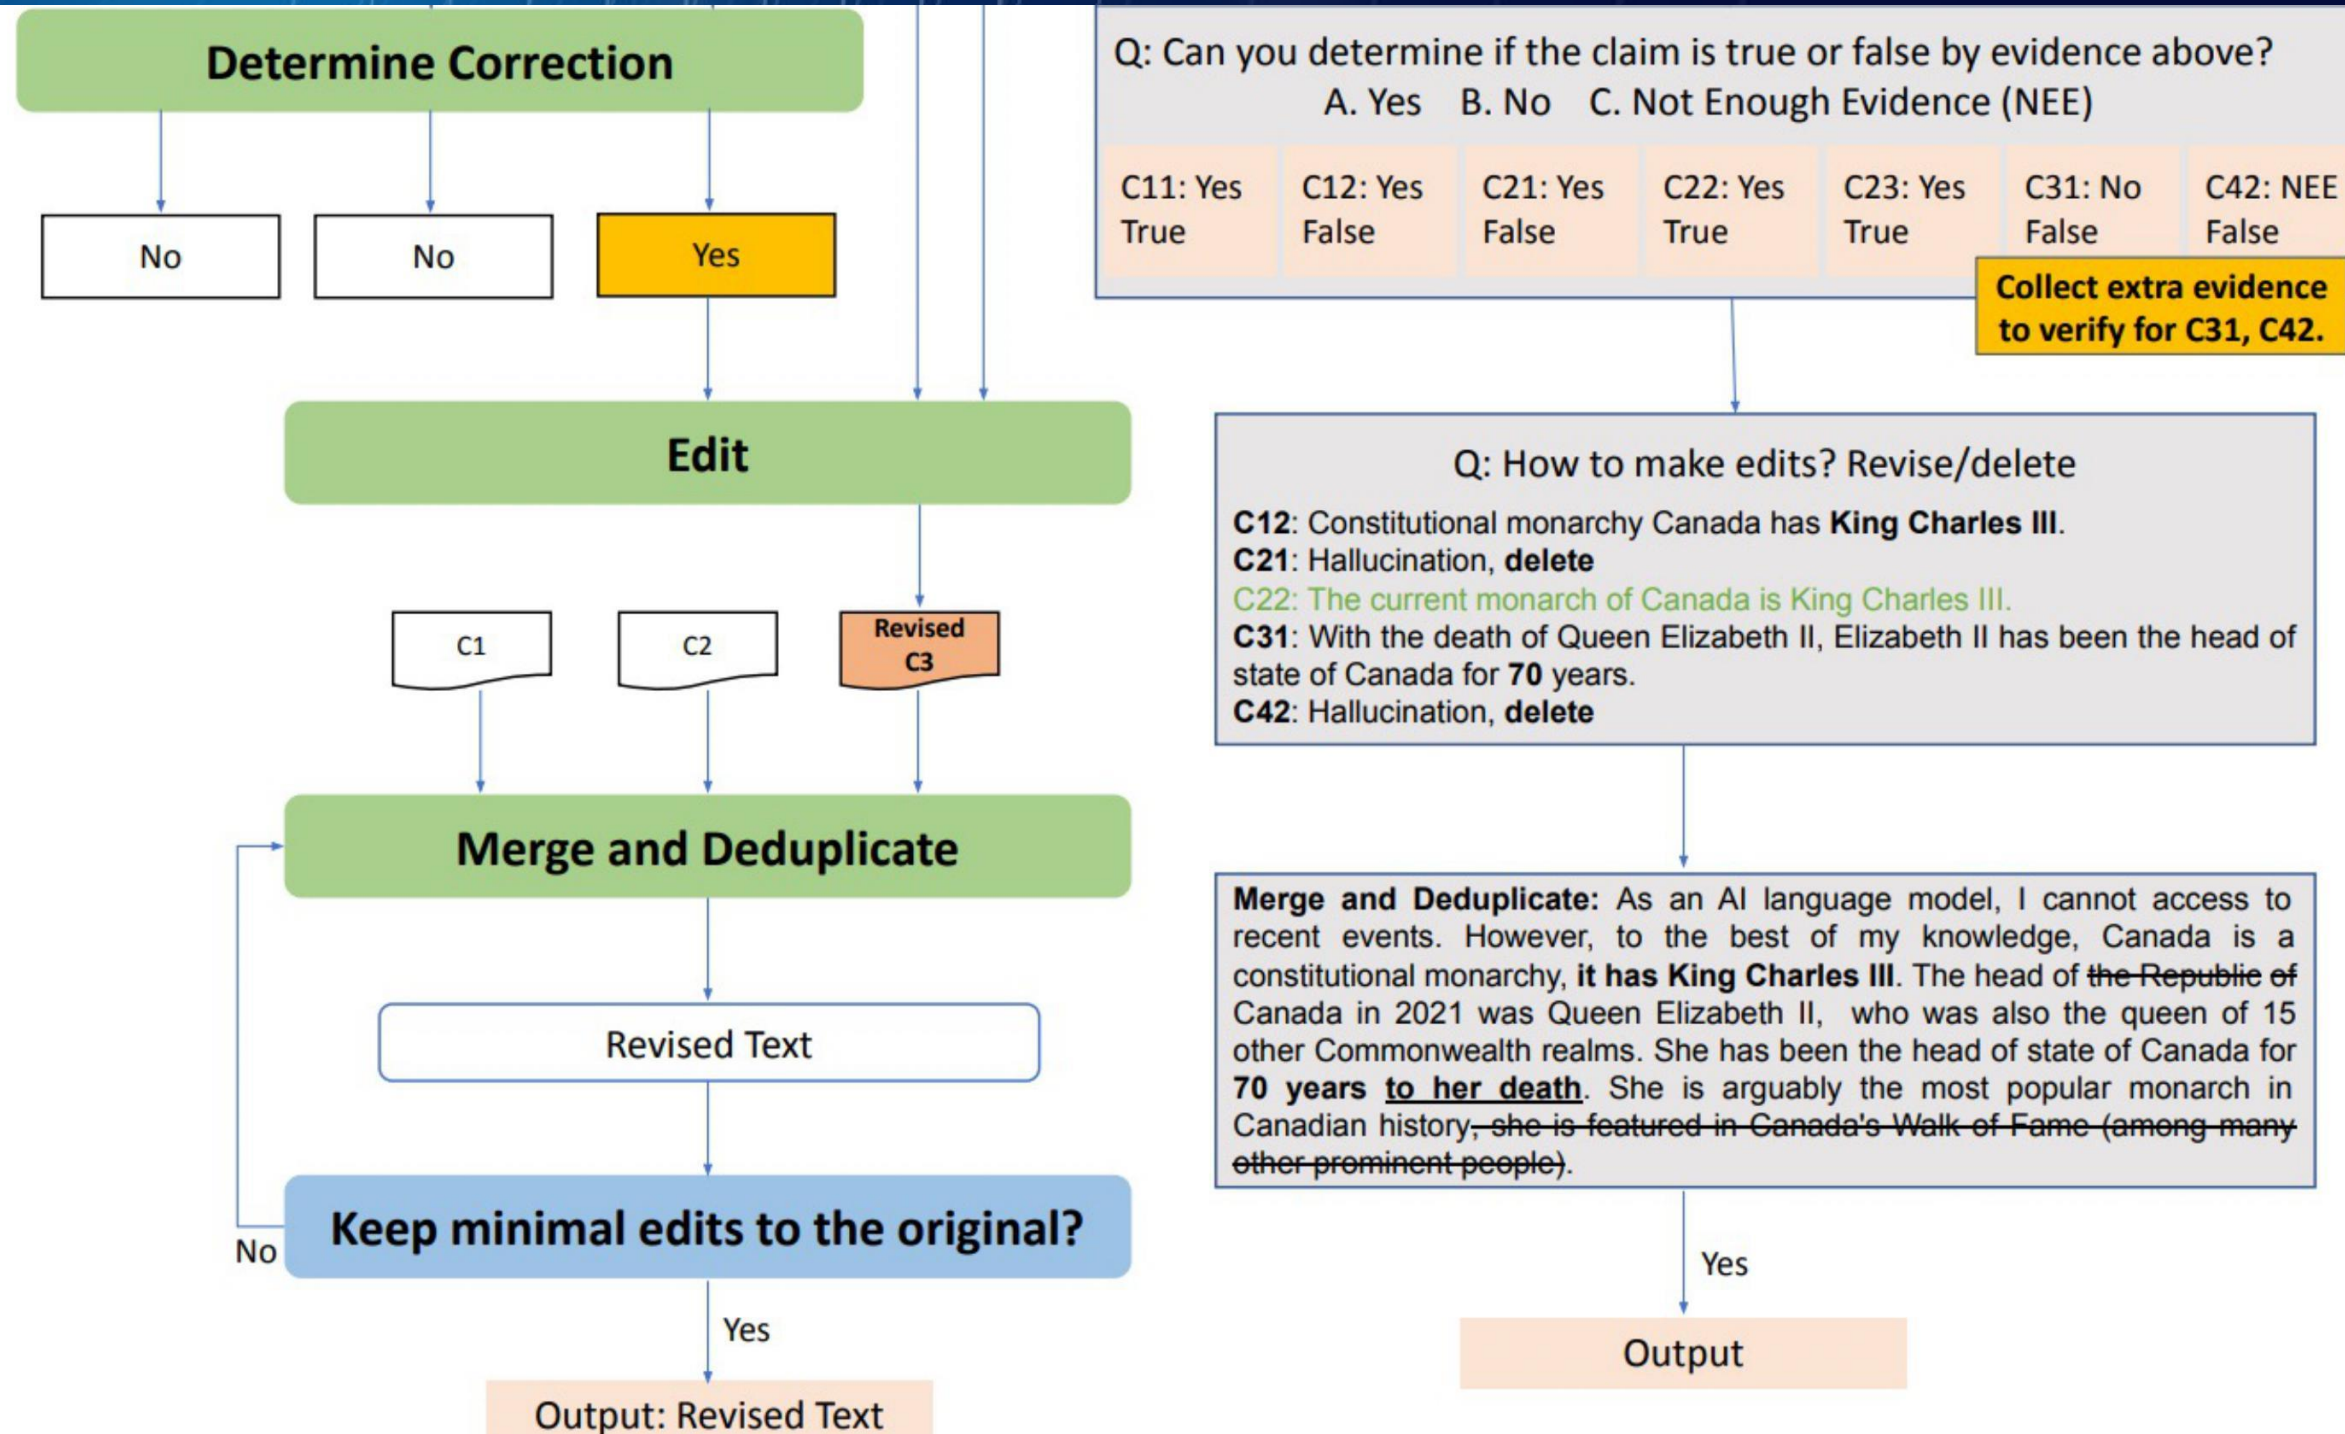 Determine Correction
No
No
Yes
Edit
C1
C2
Revised
C3
Merge and Deduplicate
Revised Text
Keep minimal edits to the original?
No
Yes
Output: Revised Text
Q: Can you determine if the claim is true or false by evidence above?
A. Yes B. No C. Not Enough Evidence (NEE)
C11: Yes
True
C12: Yes
False
C21: Yes
False
C22: Yes
True
C23: Yes
True
C31: No
False
C42: NEE
False
Collect extra evidence
to verify for C31, C42.
Q: How to make edits? Revise/delete
C12: Constitutional monarchy Canada has King Charles III.
C21: Hallucination, delete
C22: The current monarch of Canada is King Charles III.
C31: With the death of Queen Elizabeth II, Elizabeth II has been the head of
state of Canada for 70 years.
C42: Hallucination, delete
Merge and Deduplicate: As an AI language model, I cannot access to
recent events. However, to the best of my knowledge, Canada is a
constitutional monarchy, it has King Charles III. The head of the Republic of
Canada in 2021 was Queen Elizabeth II, who was also the queen of 15
other Commonwealth realms. She has been the head of state of Canada for
70 years to her death. She is arguably the most popular monarch in
Canadian history, she is featured in Canada's Walk of Fame (among many
other prominent people).
Yes
Output